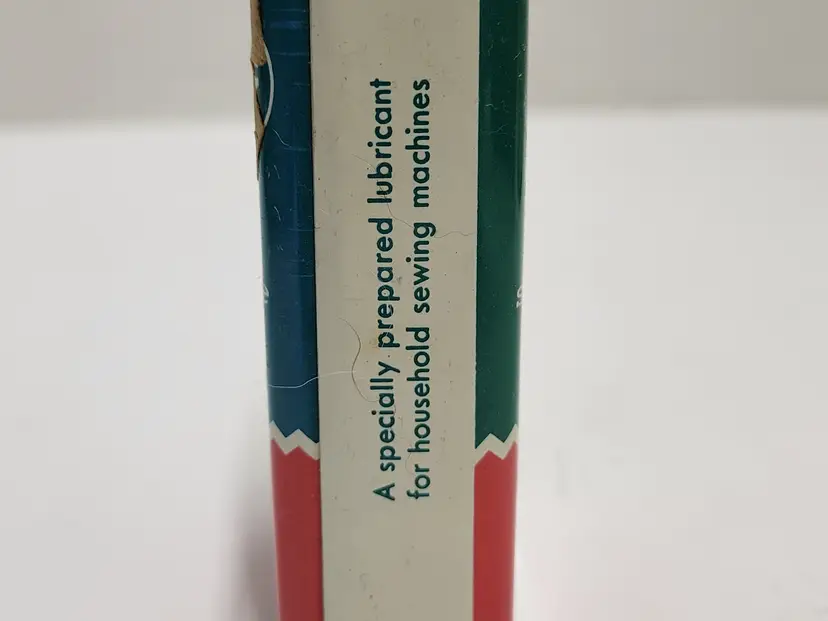 A specially prepared lubricant
for household sewing machines